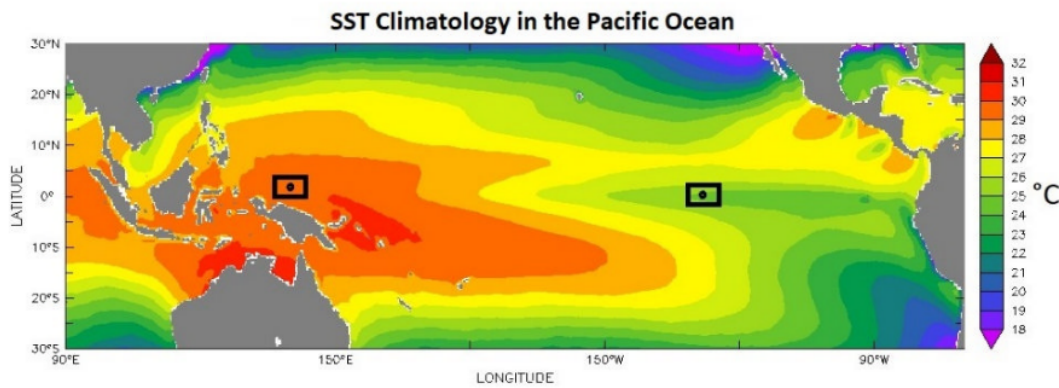 SST Climatology in the Pacific Ocean
30°N
20°N
10°N
0°
10°S
20°S
30°S
LATITUDE
90°E
150°E
150°W
90°W
LONGITUDE
32
31
30
29
28
27
26
25
24
23
22
21
20
19
18
°C